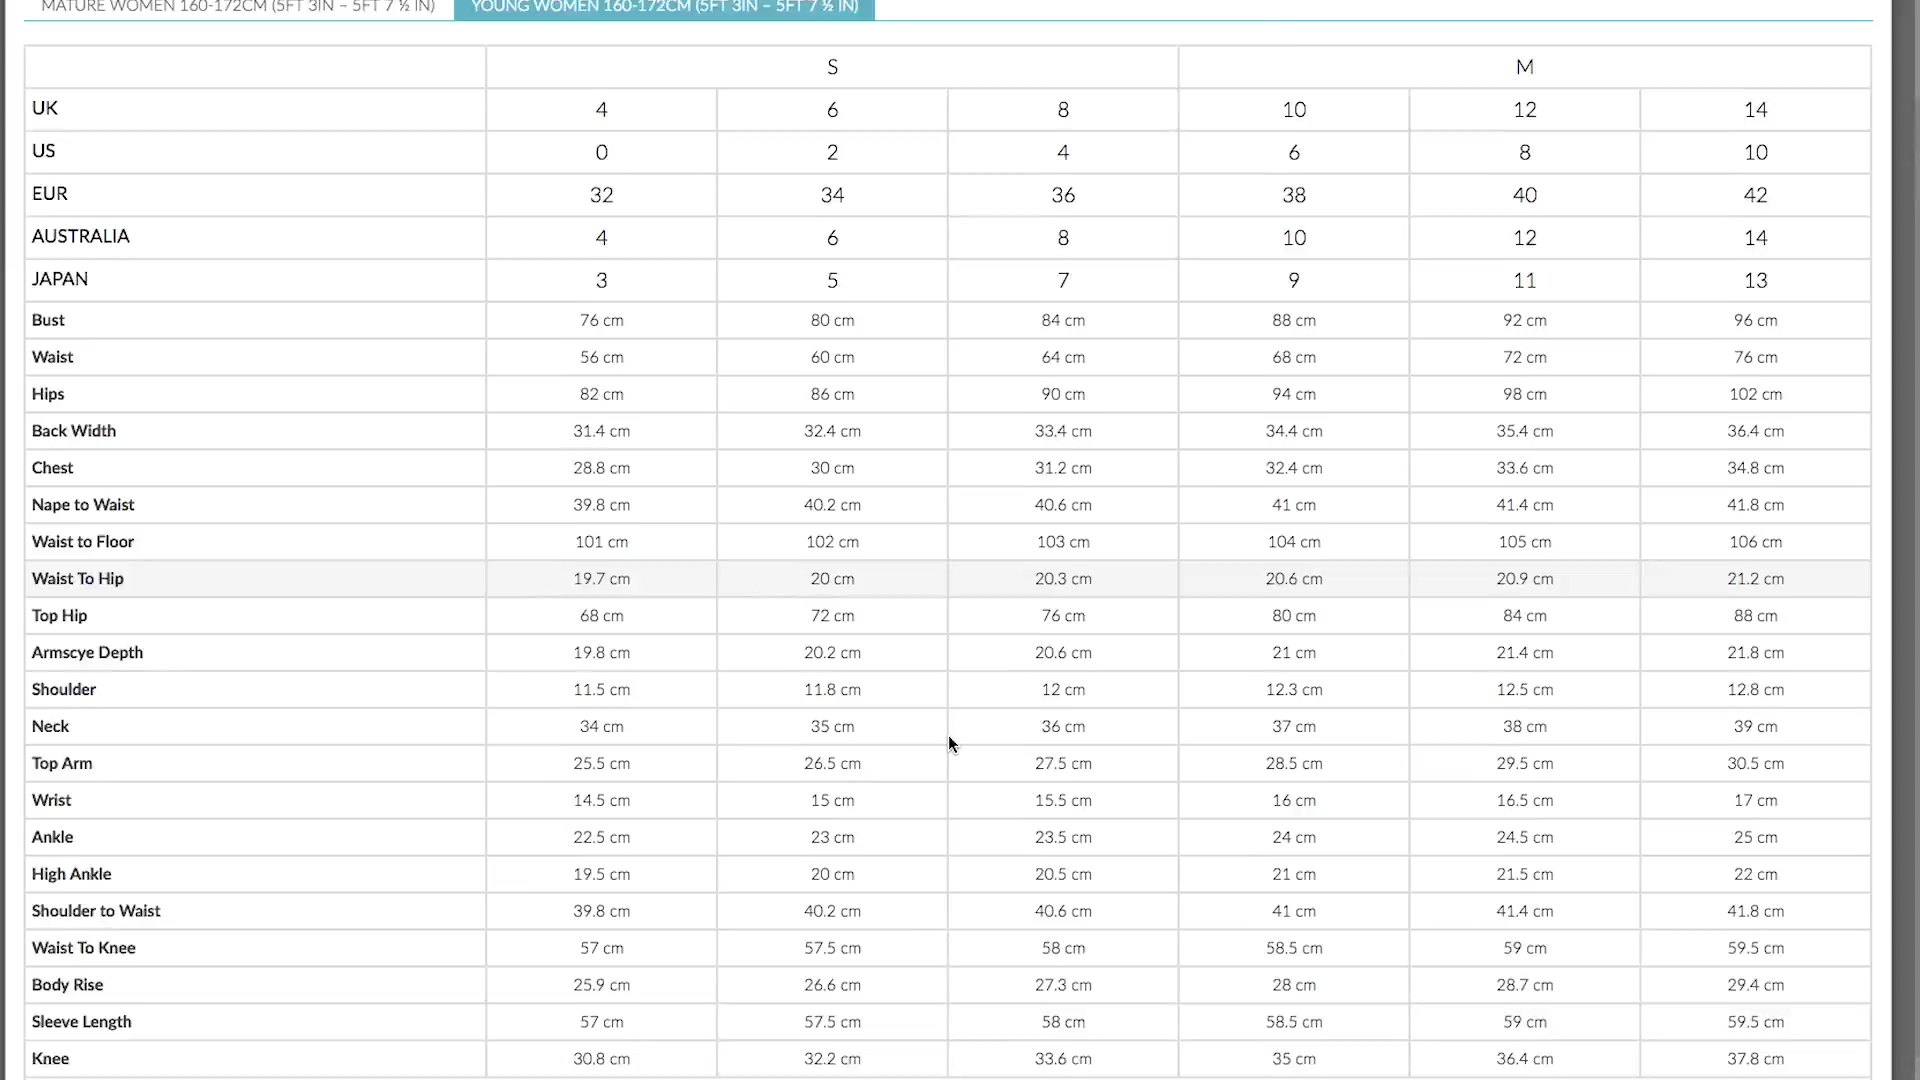 MATURE WOMEN 160-172CM (5FT 3IN – 5FT 7 ½ IN) YOUNG WOMEN 160-172CM (5FT 3IN – 5FT 7 ½ IN)
S M
UK 4 6 8 10 12 14
US 0 2 4 6 8 10
EUR 32 34 36 38 40 42
AUSTRALIA 4 6 8 10 12 14
JAPAN 3 5 7 9 11 13
Bust 76 cm 80 cm 84 cm 88 cm 92 cm 96 cm
Waist 56 cm 60 cm 64 cm 68 cm 72 cm 76 cm
Hips 82 cm 86 cm 90 cm 94 cm 98 cm 102 cm
Back Width 31.4 cm 32.4 cm 33.4 cm 34.4 cm 35.4 cm 36.4 cm
Chest 28.8 cm 30 cm 31.2 cm 32.4 cm 33.6 cm 34.8 cm
Nape to Waist 39.8 cm 40.2 cm 40.6 cm 41 cm 41.4 cm 41.8 cm
Waist to Floor 101 cm 102 cm 103 cm 104 cm 105 cm 106 cm
Waist To Hip 19.7 cm 20 cm 20.3 cm 20.6 cm 20.9 cm 21.2 cm
Top Hip 68 cm 72 cm 76 cm 80 cm 84 cm 88 cm
Armscye Depth 19.8 cm 20.2 cm 20.6 cm 21 cm 21.4 cm 21.8 cm
Shoulder 11.5 cm 11.8 cm 12 cm 12.3 cm 12.5 cm 12.8 cm
Neck 34 cm 35 cm 36 cm 37 cm 38 cm 39 cm
Top Arm 25.5 cm 26.5 cm 27.5 cm 28.5 cm 29.5 cm 30.5 cm
Wrist 14.5 cm 15 cm 15.5 cm 16 cm 16.5 cm 17 cm
Ankle 22.5 cm 23 cm 23.5 cm 24 cm 24.5 cm 25 cm
High Ankle 19.5 cm 20 cm 20.5 cm 21 cm 21.5 cm 22 cm
Shoulder to Waist 39.8 cm 40.2 cm 40.6 cm 41 cm 41.4 cm 41.8 cm
Waist To Knee 57 cm 57.5 cm 58 cm 58.5 cm 59 cm 59.5 cm
Body Rise 25.9 cm 26.6 cm 27.3 cm 28 cm 28.7 cm 29.4 cm
Sleeve Length 57 cm 57.5 cm 58 cm 58.5 cm 59 cm 59.5 cm
Knee 30.8 cm 32.2 cm 33.6 cm 35 cm 36.4 cm 37.8 cm